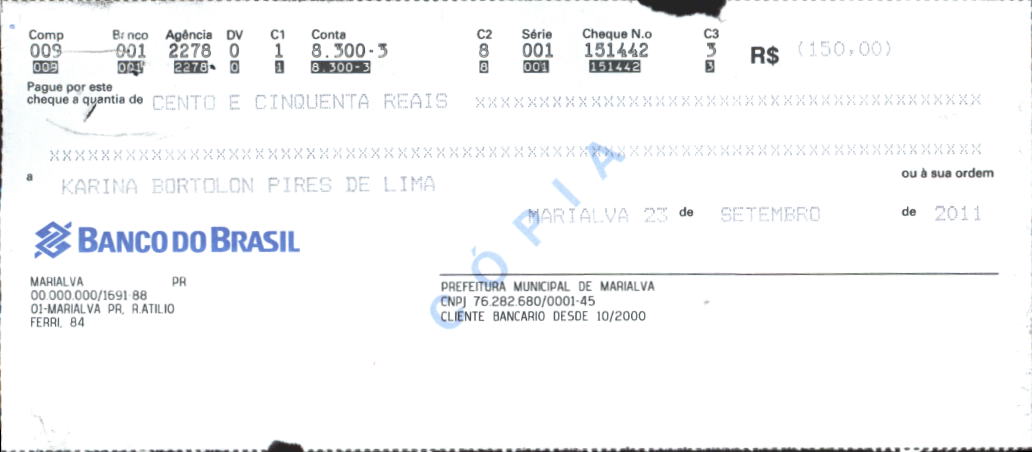 Comp Banco Agência DV C1 Conta C2 Série Cheque N.o C3
009 001 2278 0 1 8.300-3 8 001 151442 3 R$ (150,00)
009 001 2278 0 1 8.300-3 8 001 151442 3
Pague por este
cheque a quantia de CENTO E CINQUENTA REAIS XXXXXXXXXXXXXXXXXXXXXXXXXXXXXXXXXXXXXXXX
XXXXXXXXXXXXXXXXXXXXXXXXXXXXXXXXXXXXXXXXXXXXXXXXXXXXXXXXXXXXXXXXXXXXXXXX
a KARINA BORTOLON PIRES DE LIMA ou à sua ordem
MARIALVA 23 de SETEMBRO de 2011
CÓPIA
BANCO DO BRASIL
MARIALVA PR
00.000.000/1691-88
01-MARIALVA PR, R.ATILIO
FERRI, 84
PREFEITURA MUNICIPAL DE MARIALVA
CNPJ 76.282.680/0001-45
CLIENTE BANCARIO DESDE 10/2000